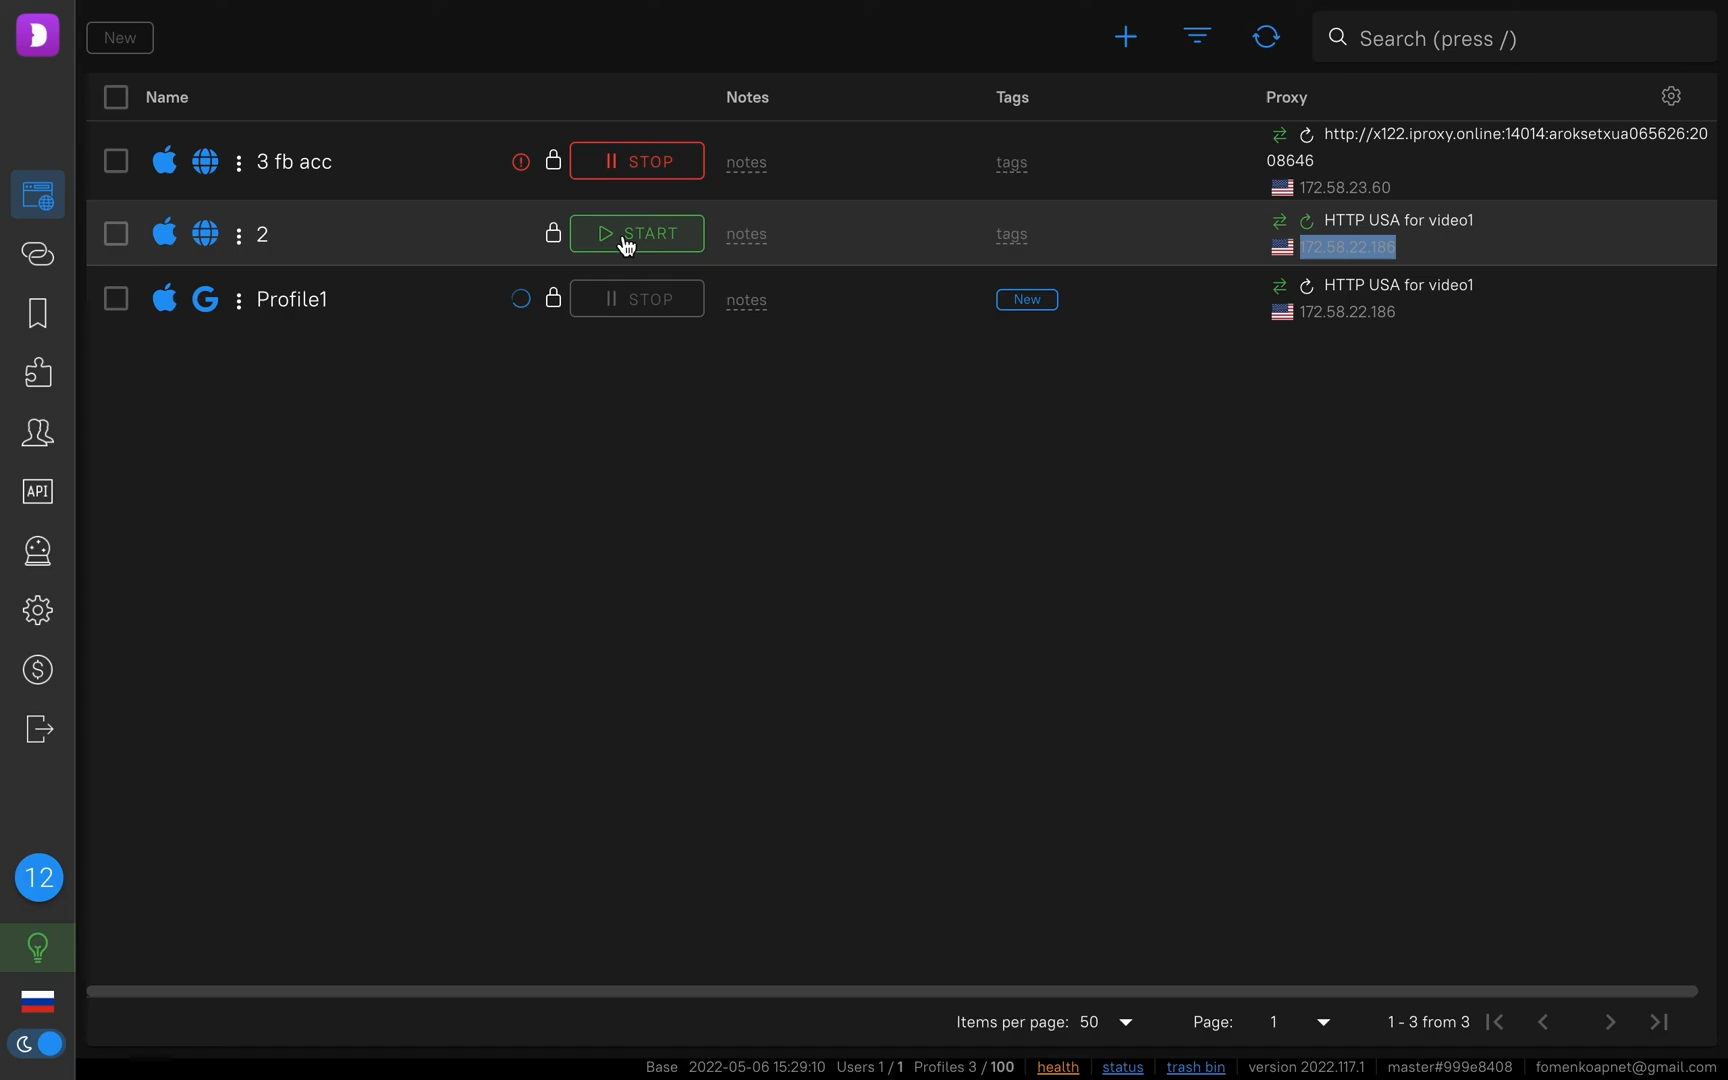 New
Search (press /)
Name Notes Tags Proxy
3 fb acc STOP notes tags http://x122.iproxy.online:14014:aroksetxua065626:20
08646
172.58.23.60
2 START notes tags HTTP USA for video1
172.58.22.186
Profile1 STOP notes New HTTP USA for video1
172.58.22.186
API
12
Items per page: 50 Page: 1 1 - 3 from 3
Base 2022-05-06 15:29:10 Users 1 / 1 Profiles 3 / 100 health status trash bin version 2022.117.1 master#999e8408 fomenkoapnet@gmail.com